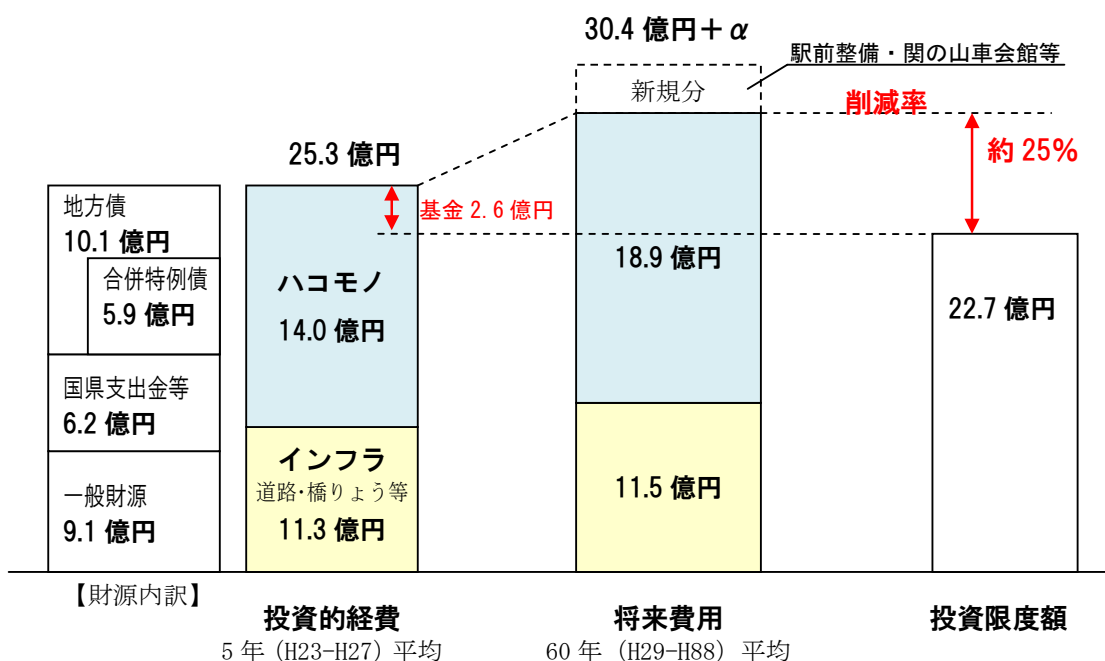 30.4 億円＋α
駅前整備・関の山車会館等
新規分
削減率
約 25%
25.3 億円
基金 2.6 億円
地方債
10.1 億円
合併特例債
5.9 億円
国県支出金等
6.2 億円
一般財源
9.1 億円
【財源内訳】
ハコモノ
14.0 億円
インフラ
道路・橋りょう等
11.3 億円
18.9 億円
11.5 億円
22.7 億円
投資的経費
5 年（H23-H27）平均
将来費用
60 年（H29-H88）平均
投資限度額